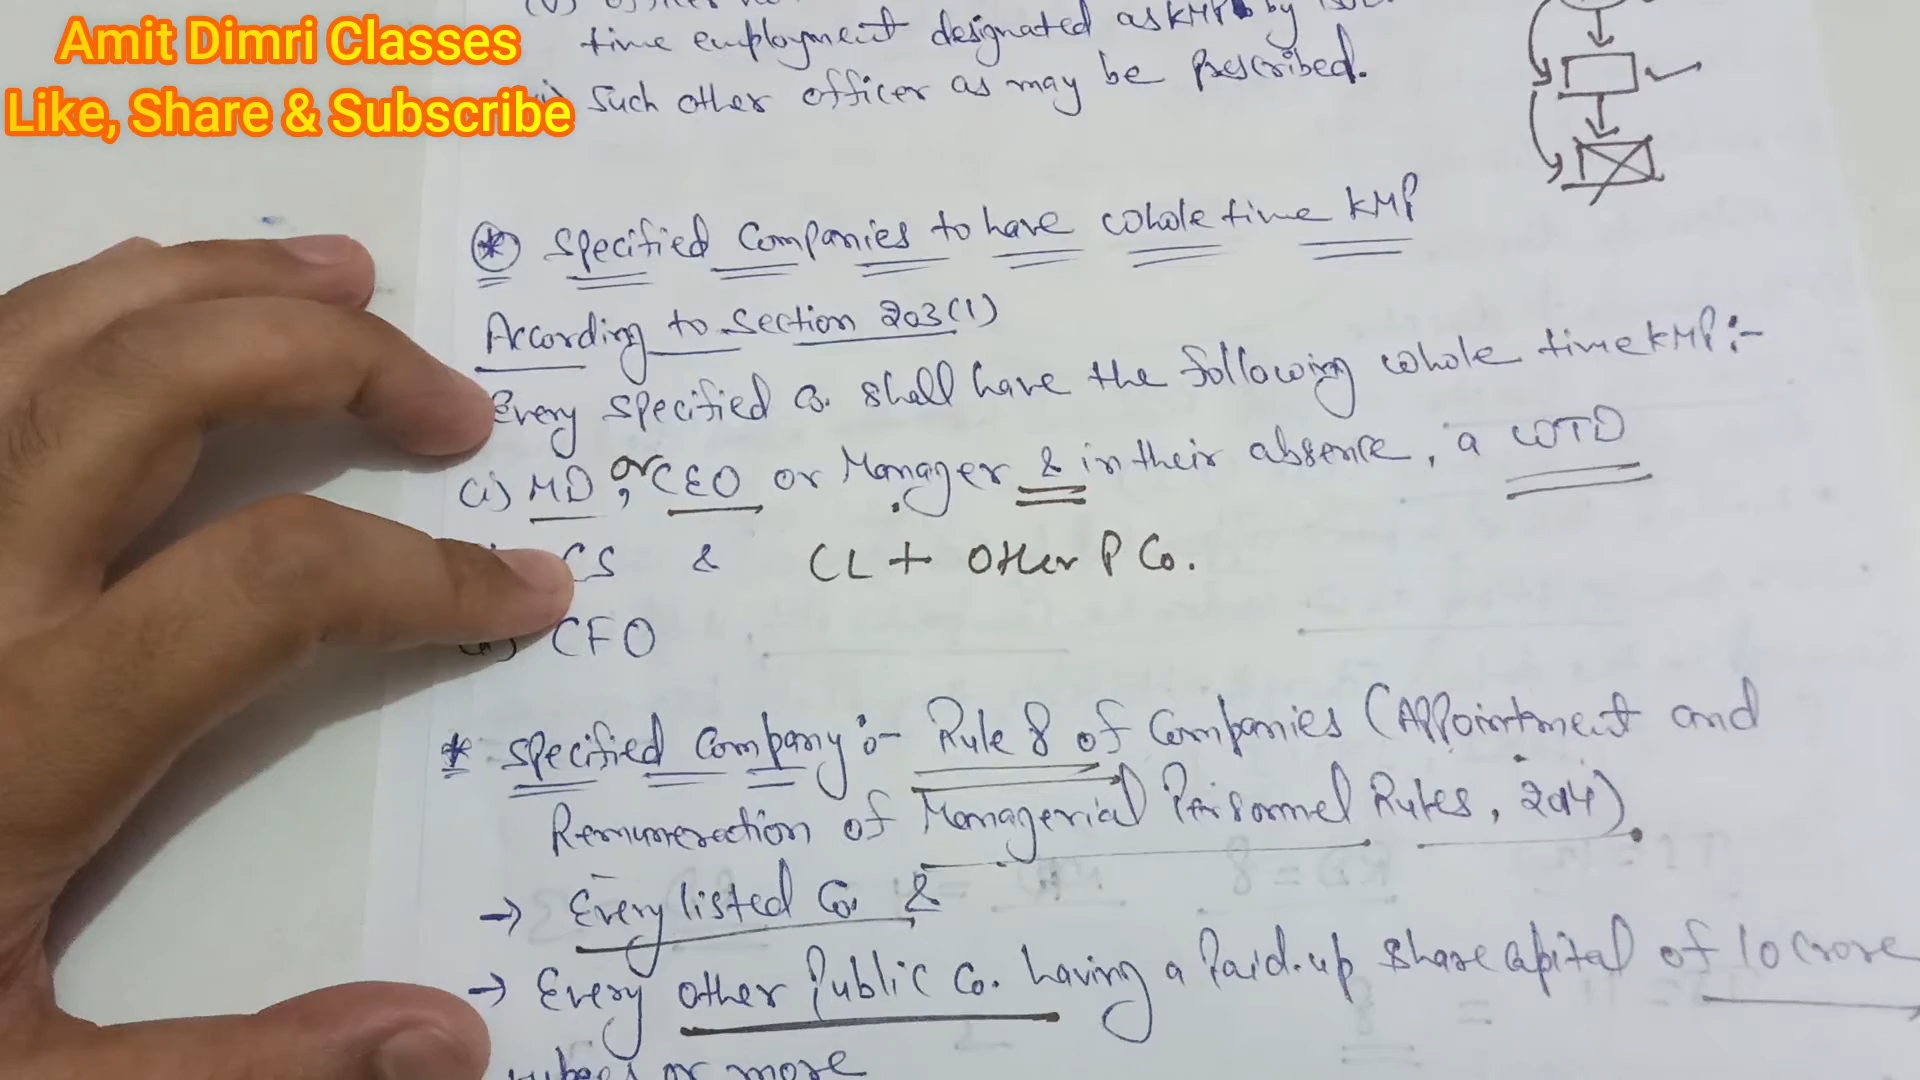 Amit Dimri Classes
Like, Share & Subscribe
time employment designated as KMP by
Such other officer as may be Prescribed.
* Specified Companies to have whole time KMP
According to Section 203(1)
Every specified Co. shall have the following whole time KMP:-
(i) MD, or CEO or Manager & in their absence, a WTD
CS & CL + Other P Co.
CFO
* Specified Company:- Rule 8 of Companies (Appointment and
Remuneration of Managerial Personnel Rules, 2014).
→ Every listed Co. &
→ Every other Public Co. having a Paid-up Share Capital of 10 Crore
rupees or more